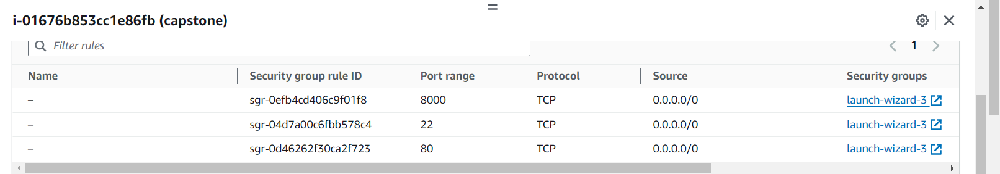 i-01676b853cc1e86fb (capstone)
Filter rules
1
Name Security group rule ID Port range Protocol Source Security groups
– sgr-0efb4cd406c9f01f8 8000 TCP 0.0.0.0/0 launch-wizard-3
– sgr-04d7a00c6fbb578c4 22 TCP 0.0.0.0/0 launch-wizard-3
– sgr-0d46262f30ca2f723 80 TCP 0.0.0.0/0 launch-wizard-3